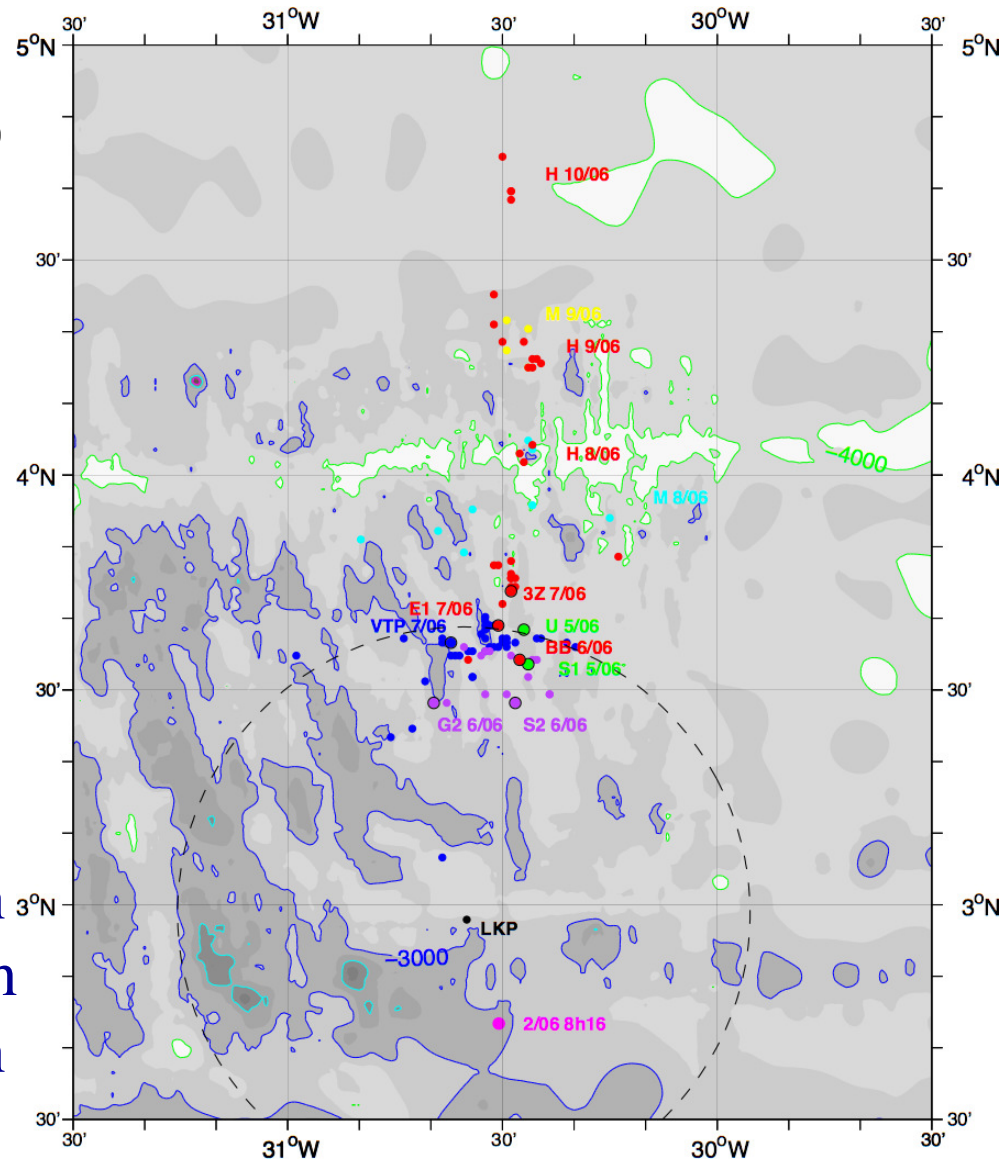 30' 31°W 30' 30°W 30'
5°N 5°N
H 10/06
30' 30'
M 9/06
H 9/06
H 8/06
−4000
4°N 4°N
M 8/06
3Z 7/06
E1 7/06
VTP 7/06 U 5/06
BB 6/06
S1 5/06
30' 30'
G2 6/06 S2 6/06
3°N 3°N
LKP
−3000
2/06 8h16
30' 30'
30' 31°W 30' 30°W 30'